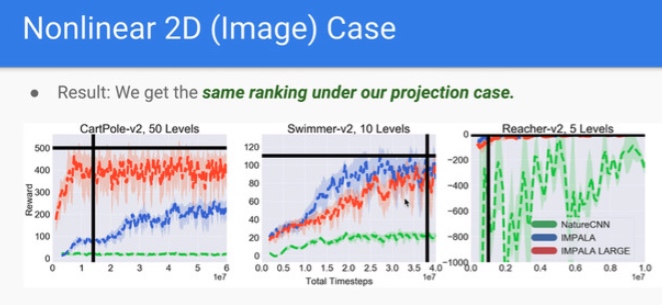 Nonlinear 2D (Image) Case
● Result: We get the same ranking under our projection case.
CartPole-v2, 50 Levels
Swimmer-v2, 10 Levels
Reacher-v2, 5 Levels
Reward
500
400
300
200
100
0
0 1 2 3 4 5 6
1e7
120
100
80
60
40
20
0
0.0 0.5 1.0 1.5 2.0 2.5 3.0 3.5 4.0
1e7
Total Timesteps
0
−200
−400
−600
−800
−1000
0.0 0.2 0.4 0.6 0.8 1.0
1e7
NatureCNN
IMPALA
IMPALA LARGE